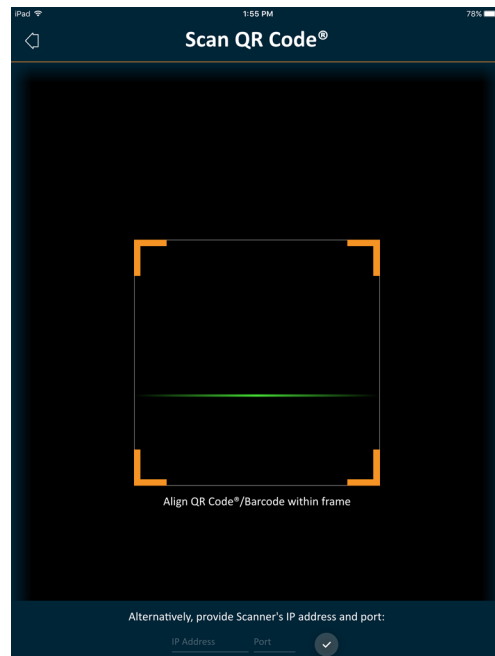 iPad 1:55 PM 78%
Scan QR Code®
Align QR Code®/Barcode within frame
Alternatively, provide Scanner's IP address and port:
IP Address Port